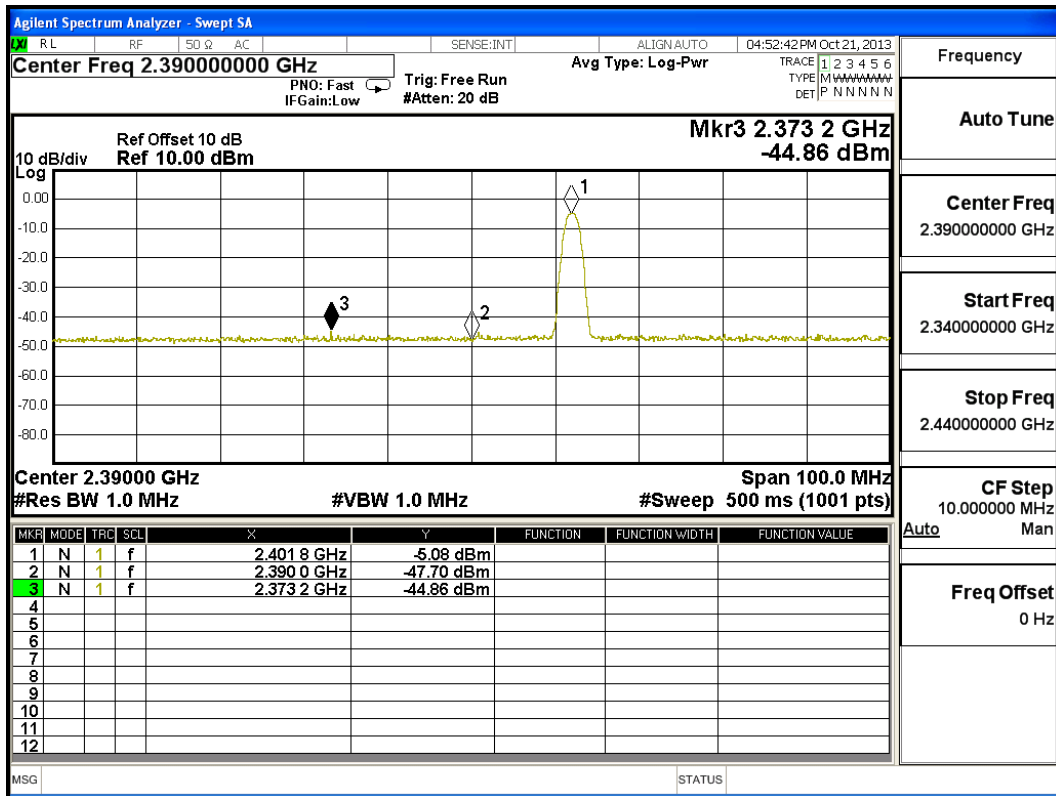 Agilent Spectrum Analyzer - Swept SA
LXI RL RF 50 Ω AC SENSE:INT ALIGN AUTO 04:52:42 PM Oct 21, 2013
Center Freq 2.390000000 GHz
PNO: Fast
IFGain:Low
Trig: Free Run
#Atten: 20 dB
Avg Type: Log-Pwr
TRACE 1 2 3 4 5 6
TYPE M
DET P N N N N N
Ref Offset 10 dB
10 dB/div Ref 10.00 dBm
Log
Mkr3 2.373 2 GHz
-44.86 dBm
0.00
-10.0
-20.0
-30.0
-40.0
-50.0
-60.0
-70.0
-80.0
1
2
3
Center 2.39000 GHz Span 100.0 MHz
#Res BW 1.0 MHz #VBW 1.0 MHz #Sweep 500 ms (1001 pts)
MKR MODE TRC SCL X Y FUNCTION FUNCTION WIDTH FUNCTION VALUE
1 N 1 f 2.401 8 GHz -5.08 dBm
2 N 1 f 2.390 0 GHz -47.70 dBm
3 N 1 f 2.373 2 GHz -44.86 dBm
4
5
6
7
8
9
10
11
12
MSG STATUS
Frequency
Auto Tune
Center Freq
2.390000000 GHz
Start Freq
2.340000000 GHz
Stop Freq
2.440000000 GHz
CF Step
10.000000 MHz
Auto Man
Freq Offset
0 Hz